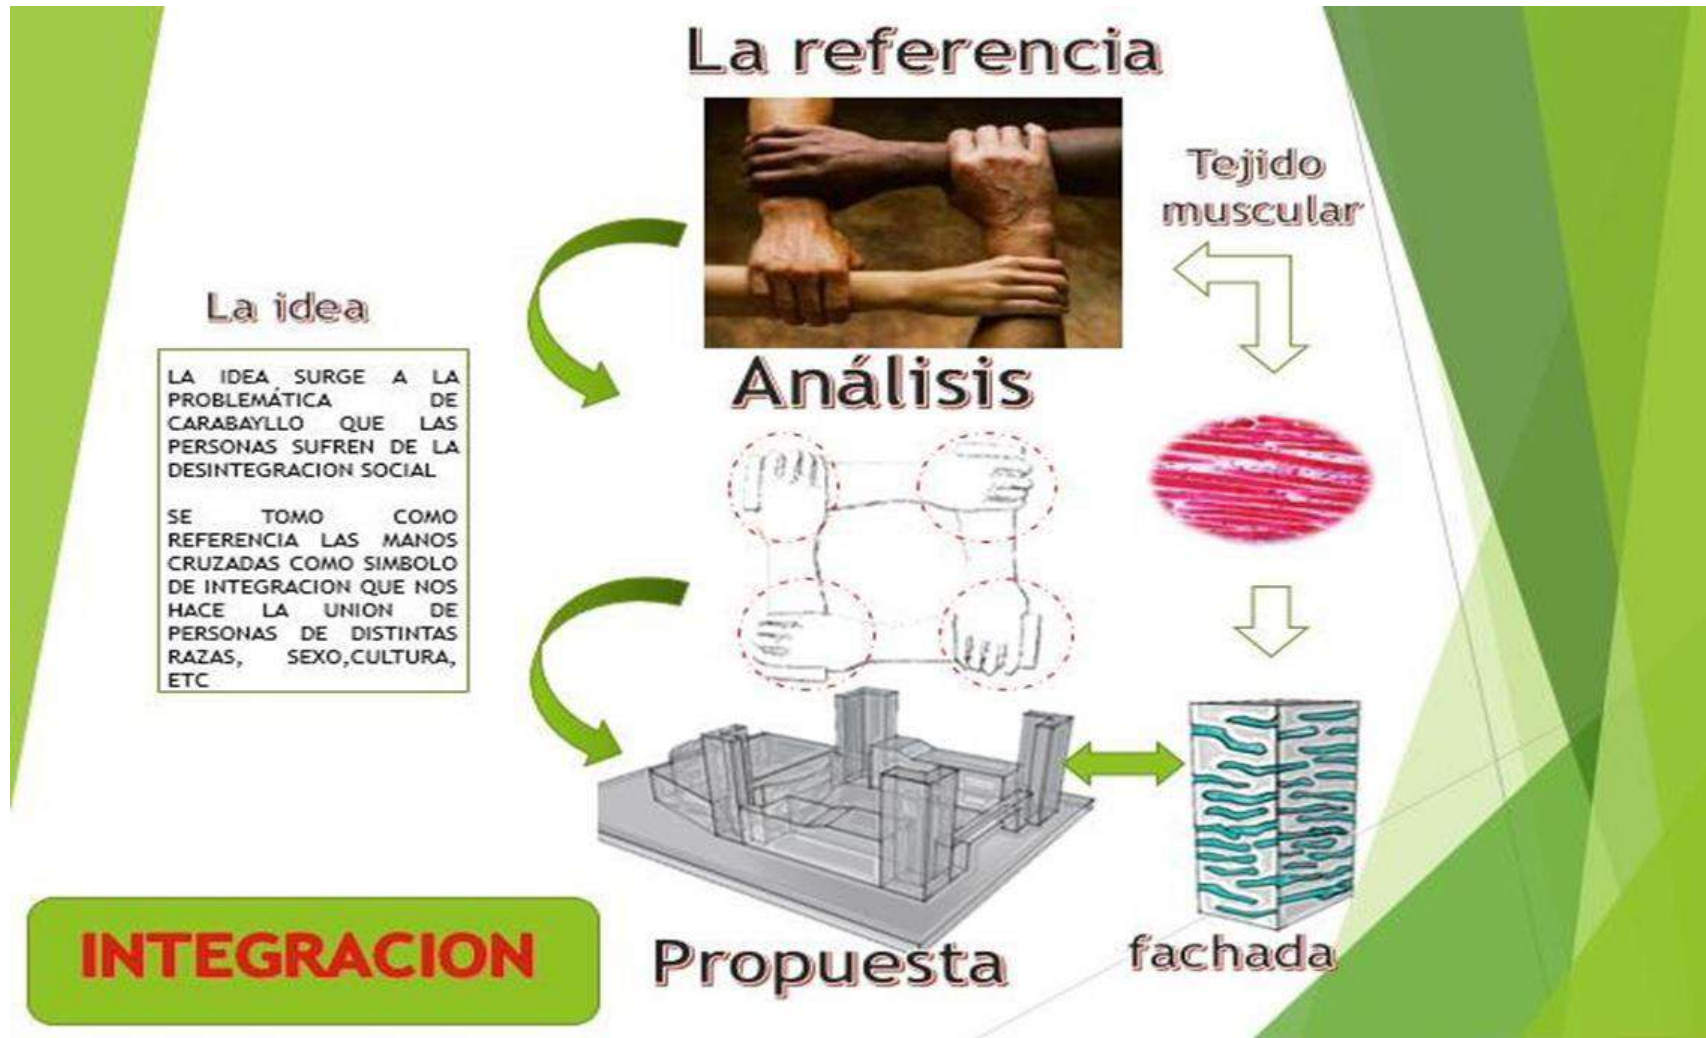 La referencia
Tejido
muscular
La idea
LA IDEA SURGE A LA
PROBLEMÁTICA DE
CARABAYLLO QUE LAS
PERSONAS SUFREN DE LA
DESINTEGRACION SOCIAL
SE TOMO COMO
REFERENCIA LAS MANOS
CRUZADAS COMO SIMBOLO
DE INTEGRACION QUE NOS
HACE LA UNION DE
PERSONAS DE DISTINTAS
RAZAS, SEXO,CULTURA,
ETC
Análisis
INTEGRACION
Propuesta
fachada